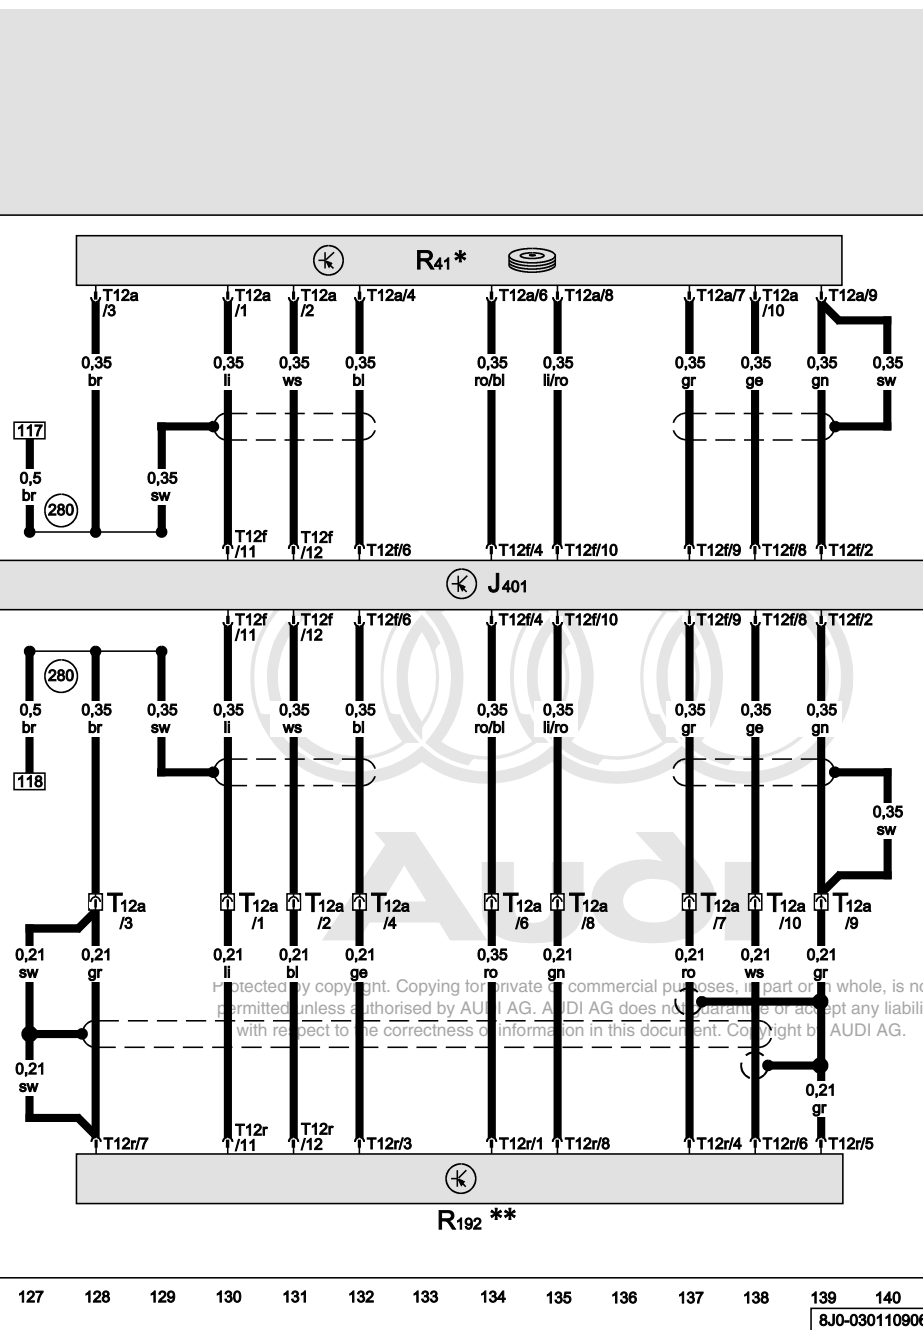 R41*
T12a T12a T12a T12a/4 T12a/6 T12a/8 T12a/7 T12a T12a/9
/3 /1 /2 /10
0,35 0,35 0,35 0,35 0,35 0,35 0,35 0,35 0,35 0,35
br li ws bl ro/bl li/ro gr ge gn sw
117
0,5 0,35
br sw
280
T12f T12f
/11 /12 T12f/6 T12f/4 T12f/10 T12f/9 T12f/8 T12f/2
J401
T12f T12f T12f/6 T12f/4 T12f/10 T12f/9 T12f/8 T12f/2
/11 /12
280
0,5 0,35 0,35 0,35 0,35 0,35 0,35 0,35 0,35 0,35 0,35
br br sw li ws bl ro/bl li/ro gr ge gn
118
0,35
sw
Audi
T12a T12a T12a T12a T12a T12a T12a T12a T12a
/3 /1 /2 /4 /6 /8 /7 /10 /9
0,21 0,21 0,21 0,21 0,21 0,35 0,21 0,21 0,21 0,21
sw gr li bl ge ro gn ro ws gr
Protected by copyright. Copying for private or commercial purposes, in part or in whole, is no
permitted unless authorised by AUDI AG. AUDI AG does not guarantee or accept any liabili
with respect to the correctness of information in this document. Copyright by AUDI AG.
0,21
sw
0,21
gr
T12r T12r
T12r/7 /11 /12 T12r/3 T12r/1 T12r/8 T12r/4 T12r/6 T12r/5
R192 **
127 128 129 130 131 132 133 134 135 136 137 138 139 140
8J0-030110906